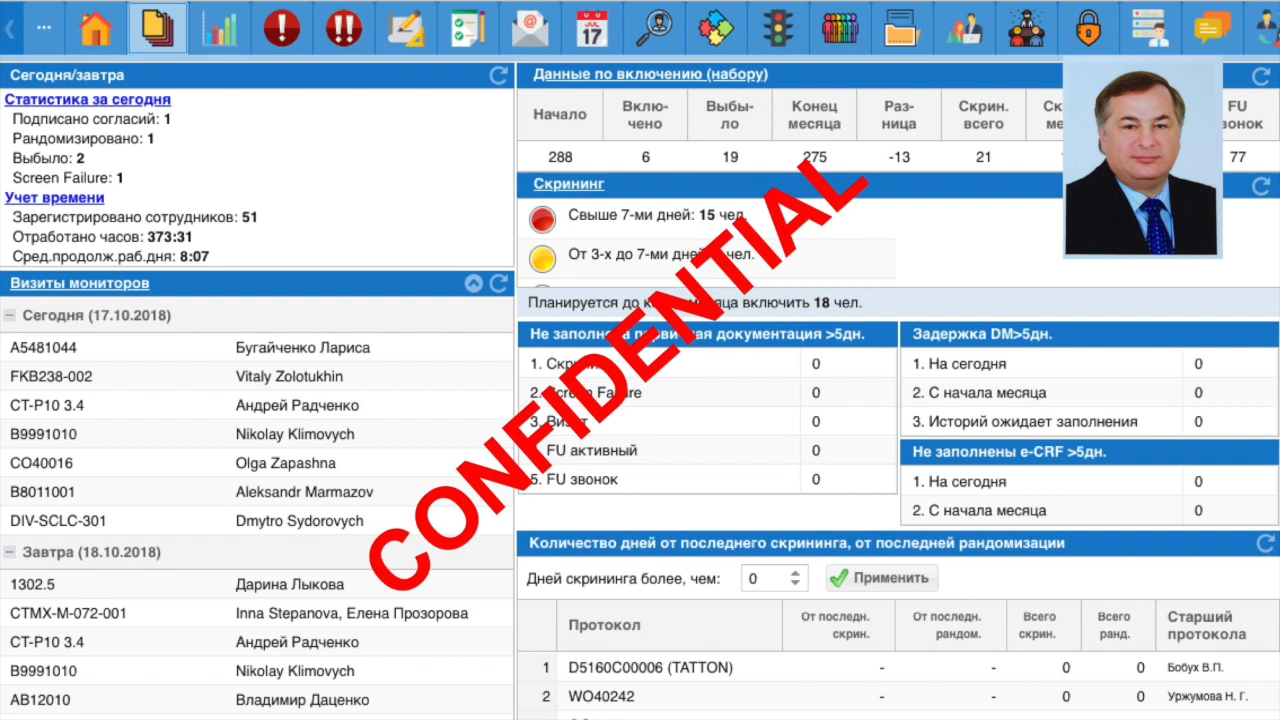 JUL
17
Сегодня/завтра
Статистика за сегодня
Подписано согласий: 1
Рандомизировано: 1
Выбыло: 2
Screen Failure: 1
Учет времени
Зарегистрировано сотрудников: 51
Отработано часов: 373:31
Сред.продолж.раб.дня: 8:07
Визиты мониторов
Сегодня (17.10.2018)
A5481044 Бугайченко Лариса
FKB238-002 Vitaly Zolotukhin
CT-P10 3.4 Андрей Радченко
B9991010 Nikolay Klimovych
CO40016 Olga Zapashna
B8011001 Aleksandr Marmazov
DIV-SCLC-301 Dmytro Sydorovych
Завтра (18.10.2018)
1302.5 Дарина Лыкова
CTMX-M-072-001 Inna Stepanova, Елена Прозорова
CT-P10 3.4 Андрей Радченко
B9991010 Nikolay Klimovych
AB12010 Владимир Даценко
Данные по включению (набору)
Начало Вклю- Выбы- Конец Раз- Скрин. Ск FU
чено ло месяца ница всего ме вонок
288 6 19 275 -13 21 77
Скрининг
Свыше 7-ми дней: 15 чел.
От 3-х до 7-ми дней чел.
Планируется до месяца включить 18 чел.
Не заполнена первичная документация >5дн.
1. 0
2. Screen Failure 0
3. Визит 0
FU активный 0
5. FU звонок 0
Задержка DM>5дн.
1. На сегодня 0
2. С начала месяца 0
3. Историй ожидает заполнения 0
Не заполнены e-CRF >5дн.
1. На сегодня 0
2. С начала месяца 0
Количество дней от последнего скрининга, от последней рандомизации
Дней скрининга более, чем: 0 Применить
Протокол От последн. От последн. Всего Всего Старший
скрин. рандом. скрин. ранд. протокола
1 D5160C00006 (TATTON) - - 0 0 Бобух В.П.
2 WO40242 - - 0 0 Уржумова Н. Г.
CONFIDENTIAL